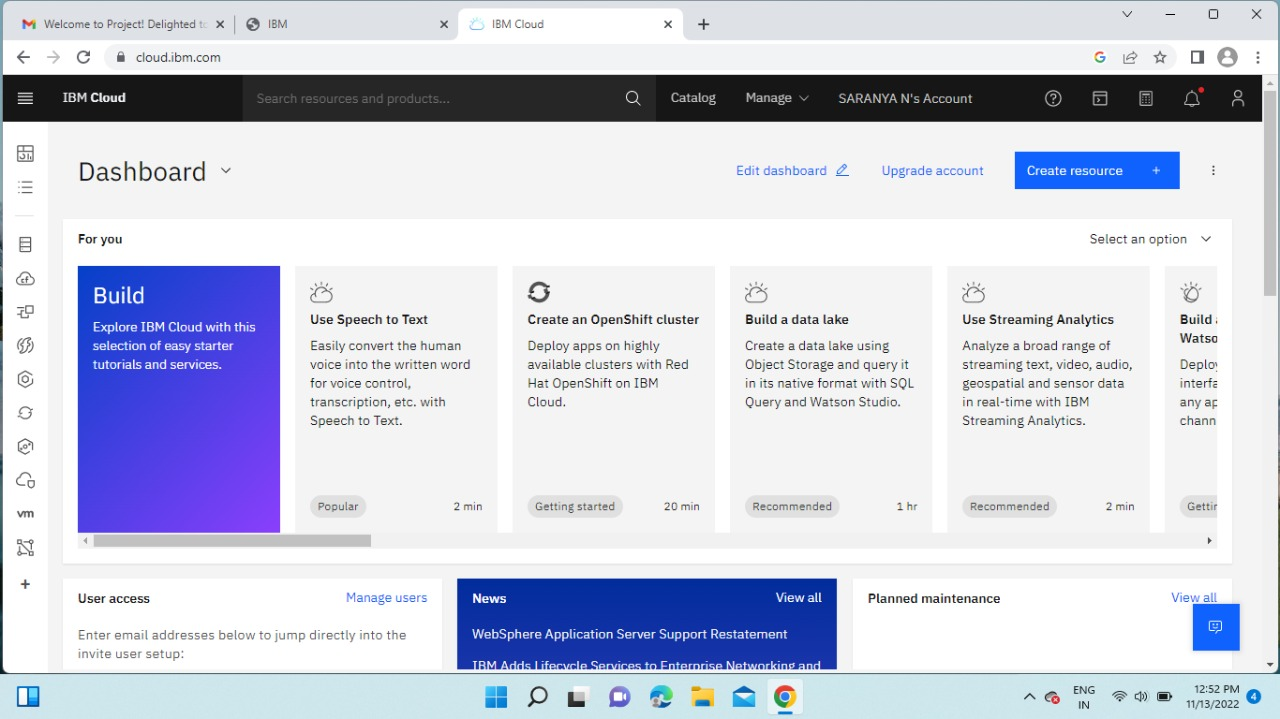 Welcome to Project! Delighted to
IBM
IBM Cloud
cloud.ibm.com
IBM Cloud
Search resources and products...
Catalog
Manage
SARANYA N's Account
Dashboard
Edit dashboard
Upgrade account
Create resource +
For you
Select an option
Build
Explore IBM Cloud with this
selection of easy starter
tutorials and services.
Use Speech to Text
Easily convert the human
voice into the written word
for voice control,
transcription, etc. with
Speech to Text.
Popular
2 min
Create an OpenShift cluster
Deploy apps on highly
available clusters with Red
Hat OpenShift on IBM
Cloud.
Getting started
20 min
Build a data lake
Create a data lake using
Object Storage and query it
in its native format with SQL
Query and Watson Studio.
Recommended
1 hr
Use Streaming Analytics
Analyze a broad range of
streaming text, video, audio,
geospatial and sensor data
in real-time with IBM
Streaming Analytics.
Recommended
2 min
Build
vm
User access
Manage users
Enter email addresses below to jump directly into the
invite user setup:
News
View all
WebSphere Application Server Support Restatement
IBM Adds Lifecycle Services to Enterprise Networking and
Planned maintenance
View all
ENG
IN
12:52 PM
11/13/2022
4